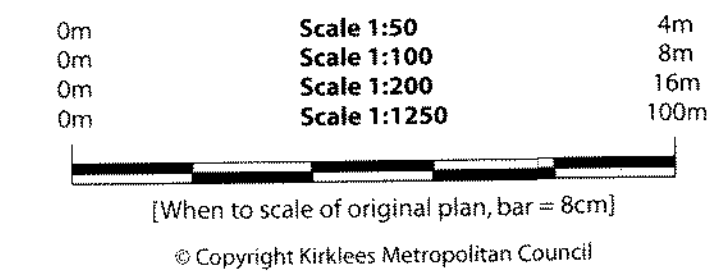 0m Scale 1:50 4m
0m Scale 1:100 8m
0m Scale 1:200 16m
0m Scale 1:1250 100m
[When to scale of original plan, bar = 8cm]
© Copyright Kirklees Metropolitan Council